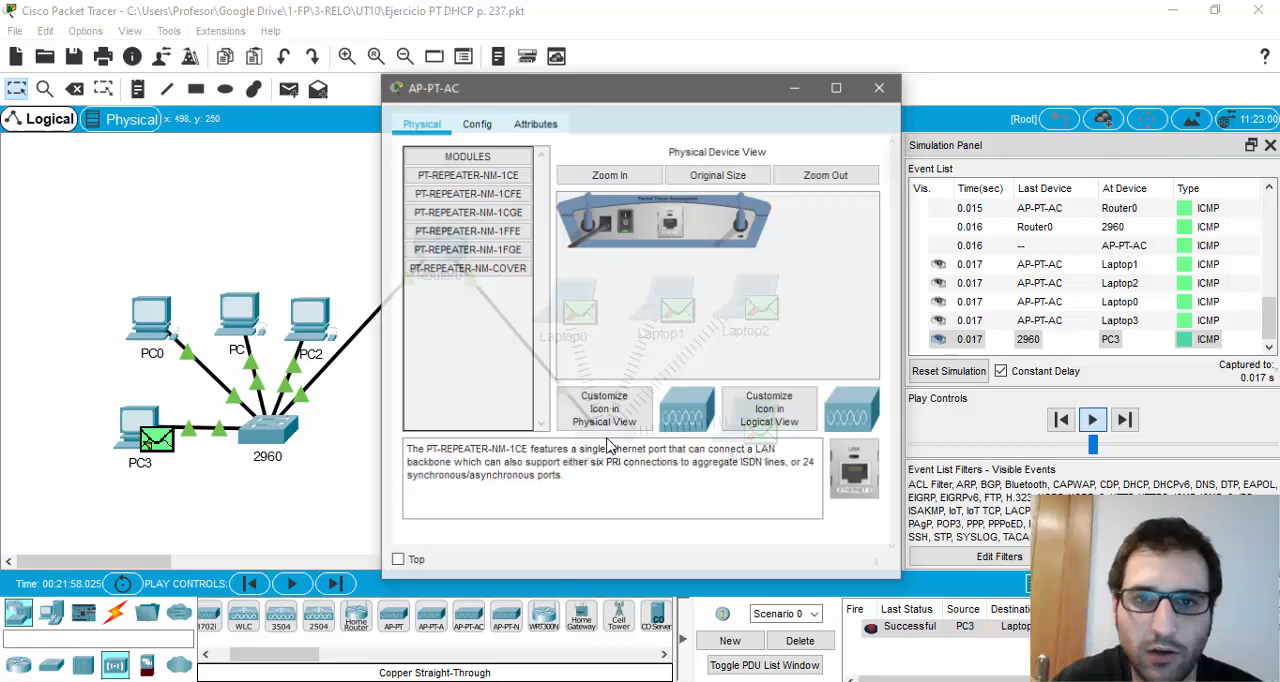 Cisco Packet Tracer - C:\Users\Profesor\Google Drive\1-FP\3-RELO\UT10\Ejercicio PT DHCP p. 237.pkt
File Edit Options View Tools Extensions Help
Logical Physical x: 498, y: 250
[Root] 11:23:00
AP-PT-AC
Physical Config Attributes
MODULES
PT-REPEATER-NM-1CE
PT-REPEATER-NM-1CFE
PT-REPEATER-NM-1CGE
PT-REPEATER-NM-1FFE
PT-REPEATER-NM-1FGE
PT-REPEATER-NM-COVER
Physical Device View
Zoom In Original Size Zoom Out
Laptop0 Laptop1 Laptop2
Customize Icon in Physical View
Customize Icon in Logical View
The PT-REPEATER-NM-1CE features a single Ethernet port that can connect a LAN
backbone which can also support either six PRI connections to aggregate ISDN lines, or 24
synchronous/asynchronous ports.
LINK
ETHERNET 0
Top
PC0 PC PC2
PC3 2960
Simulation Panel
Event List
Vis. Time(sec) Last Device At Device Type
0.015 AP-PT-AC Router0 ICMP
0.016 Router0 2960 ICMP
0.016 -- AP-PT-AC ICMP
0.017 AP-PT-AC Laptop1 ICMP
0.017 AP-PT-AC Laptop2 ICMP
0.017 AP-PT-AC Laptop0 ICMP
0.017 AP-PT-AC Laptop3 ICMP
0.017 2960 PC3 ICMP
Reset Simulation Constant Delay Captured to:
0.017 s
Play Controls
Event List Filters - Visible Events
ACL Filter, ARP, BGP, Bluetooth, CAPWAP, CDP, DHCP, DHCPv6, DNS, DTP, EAPOL,
EIGRP, EIGRPv6, FTP, H.323
ISAKMP, IoT, IoT TCP, LACP
PAgP, POP3, PPP, PPPoED,
SSH, STP, SYSLOG, TACA
Edit Filters
Time: 00:21:58.025 PLAY CONTROLS:
3702i WLC 3504 2504 Home Router AP-PT AP-PT-A AP-PT-AC AP-PT-N WRT300N Home Gateway Cell Tower CO Server
Copper Straight-Through
Scenario 0
New Delete
Toggle PDU List Window
Fire Last Status Source
Successful PC3